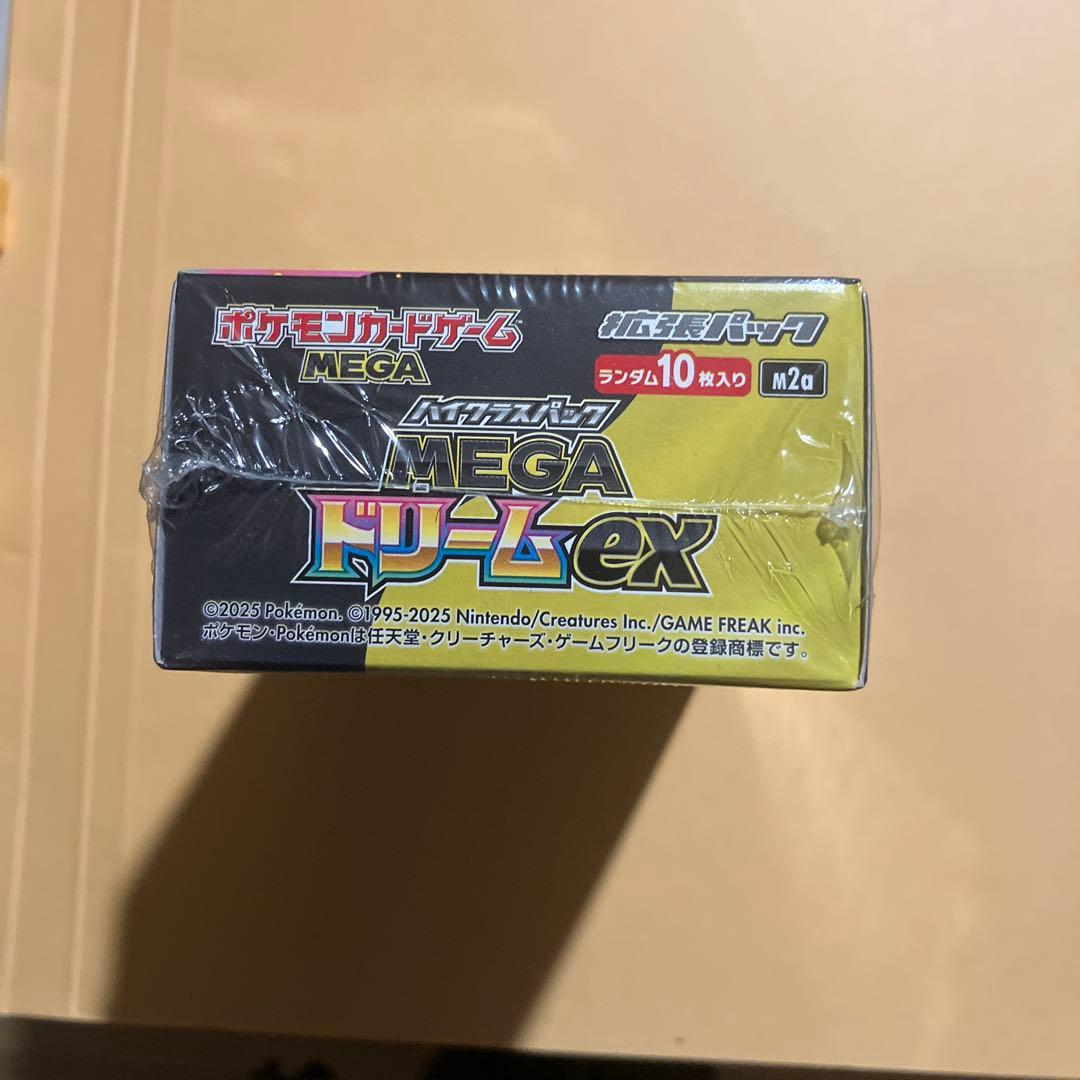 ポケモンカードゲーム
MEGA
拡張パック
ランダム10枚入り
M2a
ハイクラスパック
MEGA
ドリームex
©2025 Pokémon. ©1995-2025 Nintendo/Creatures Inc./GAME FREAK inc.
ポケモン・Pokémonは任天堂・クリーチャーズ・ゲームフリークの登録商標です。